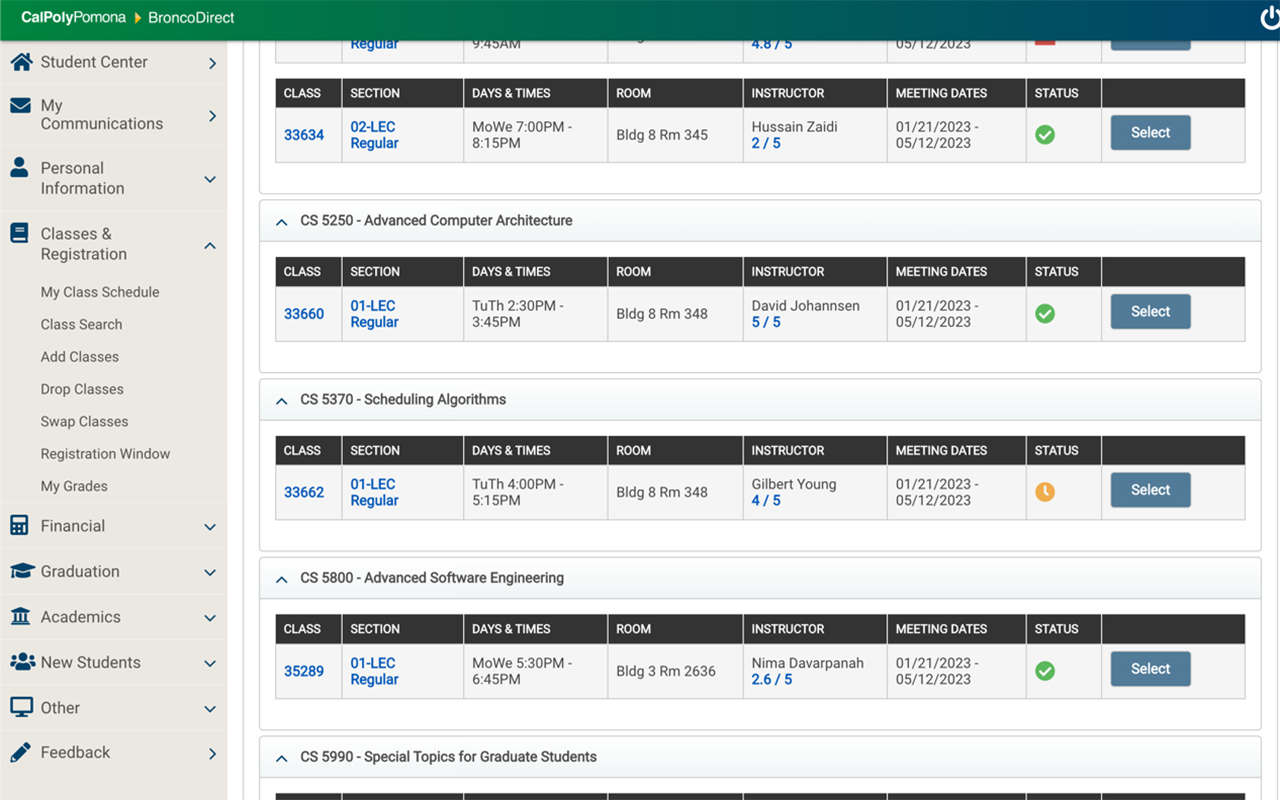 CalPolyPomona BroncoDirect
Student Center
My
Communications
Personal
Information
Classes &
Registration
My Class Schedule
Class Search
Add Classes
Drop Classes
Swap Classes
Registration Window
My Grades
Financial
Graduation
Academics
New Students
Other
Feedback
Regular 9:45AM 4.8 / 5 05/12/2023
CLASS SECTION DAYS & TIMES ROOM INSTRUCTOR MEETING DATES STATUS
33634 02-LEC MoWe 7:00PM - Bldg 8 Rm 345 Hussain Zaidi 01/21/2023 - Select
Regular 8:15PM 2 / 5 05/12/2023
CS 5250 - Advanced Computer Architecture
CLASS SECTION DAYS & TIMES ROOM INSTRUCTOR MEETING DATES STATUS
33660 01-LEC TuTh 2:30PM - Bldg 8 Rm 348 David Johannsen 01/21/2023 - Select
Regular 3:45PM 5 / 5 05/12/2023
CS 5370 - Scheduling Algorithms
CLASS SECTION DAYS & TIMES ROOM INSTRUCTOR MEETING DATES STATUS
33662 01-LEC TuTh 4:00PM - Bldg 8 Rm 348 Gilbert Young 01/21/2023 - Select
Regular 5:15PM 4 / 5 05/12/2023
CS 5800 - Advanced Software Engineering
CLASS SECTION DAYS & TIMES ROOM INSTRUCTOR MEETING DATES STATUS
35289 01-LEC MoWe 5:30PM - Bldg 3 Rm 2636 Nima Davarpanah 01/21/2023 - Select
Regular 6:45PM 2.6 / 5 05/12/2023
CS 5990 - Special Topics for Graduate Students